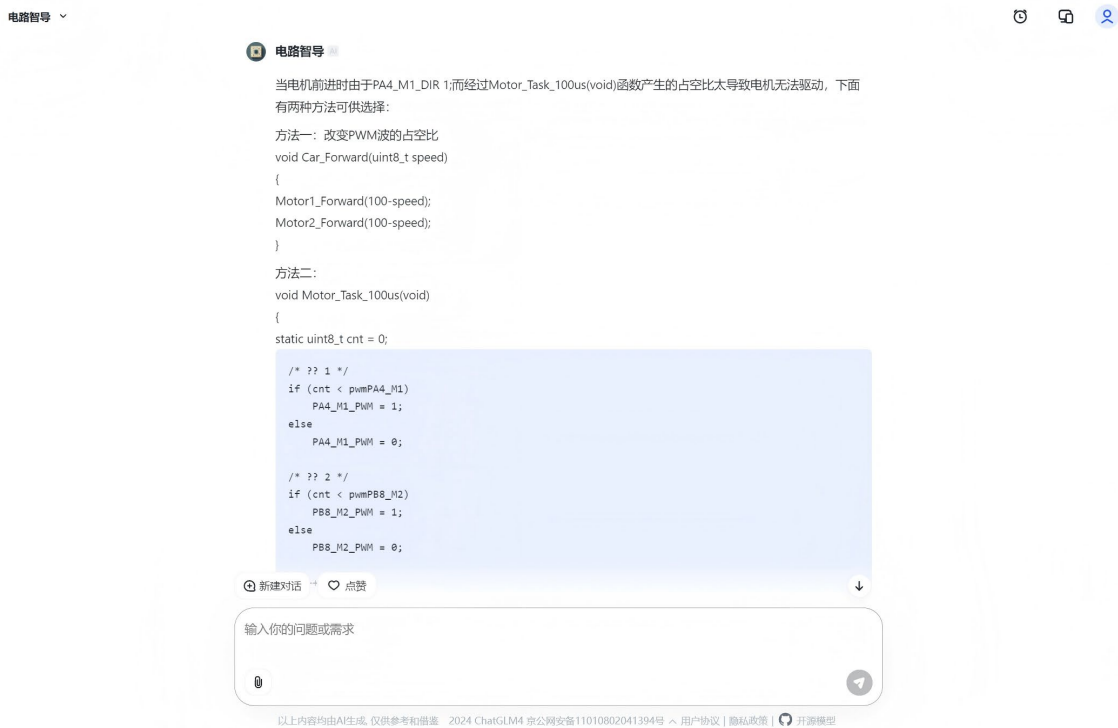 电路智导
电路智导 AI
当电机前进时由于PA4_M1_DIR 1;而经过Motor_Task_100us(void)函数产生的占空比太导致电机无法驱动，下面
有两种方法可供选择：
方法一：改变PWM波的占空比
void Car_Forward(uint8_t speed)
{
Motor1_Forward(100-speed);
Motor2_Forward(100-speed);
}
方法二：
void Motor_Task_100us(void)
{
static uint8_t cnt = 0;
/* ?? 1 */
if (cnt < pwmPA4_M1)
PA4_M1_PWM = 1;
else
PA4_M1_PWM = 0;
/* ?? 2 */
if (cnt < pwmPB8_M2)
PB8_M2_PWM = 1;
else
PB8_M2_PWM = 0;
新建对话 点赞
输入你的问题或需求
以上内容均由AI生成, 仅供参考和借鉴 2024 ChatGLM4 京公网安备11010802041394号 用户协议 | 隐私政策 | 开源模型